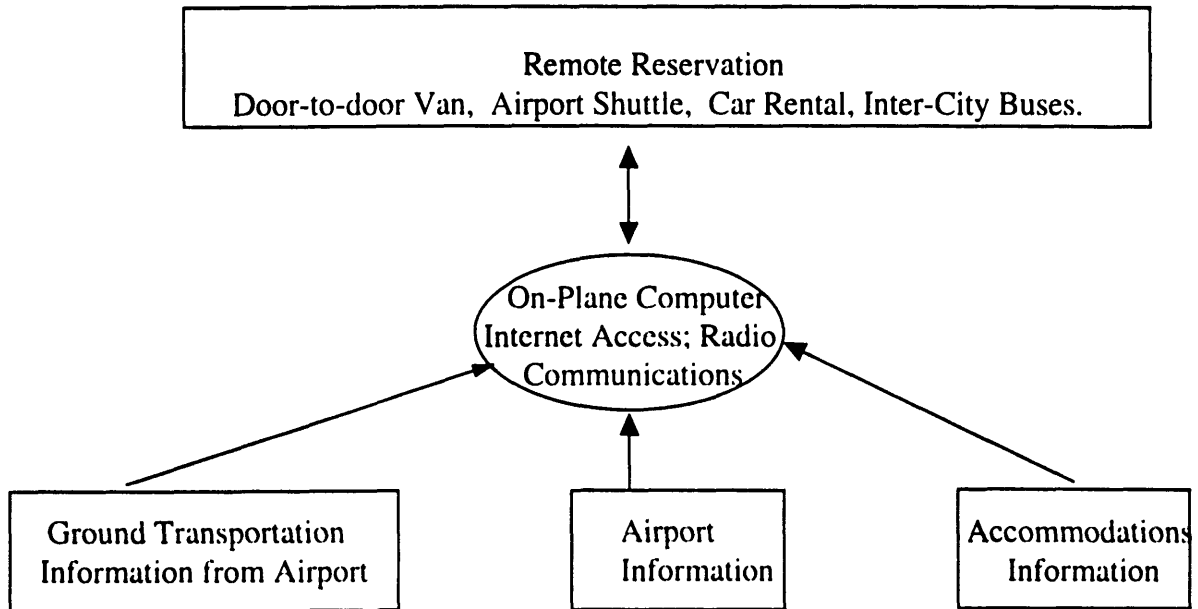 Remote Reservation
Door-to-door Van, Airport Shuttle, Car Rental, Inter-City Buses.
On-Plane Computer
Internet Access; Radio
Communications
Ground Transportation
Information from Airport
Airport
Information
Accommodations
Information